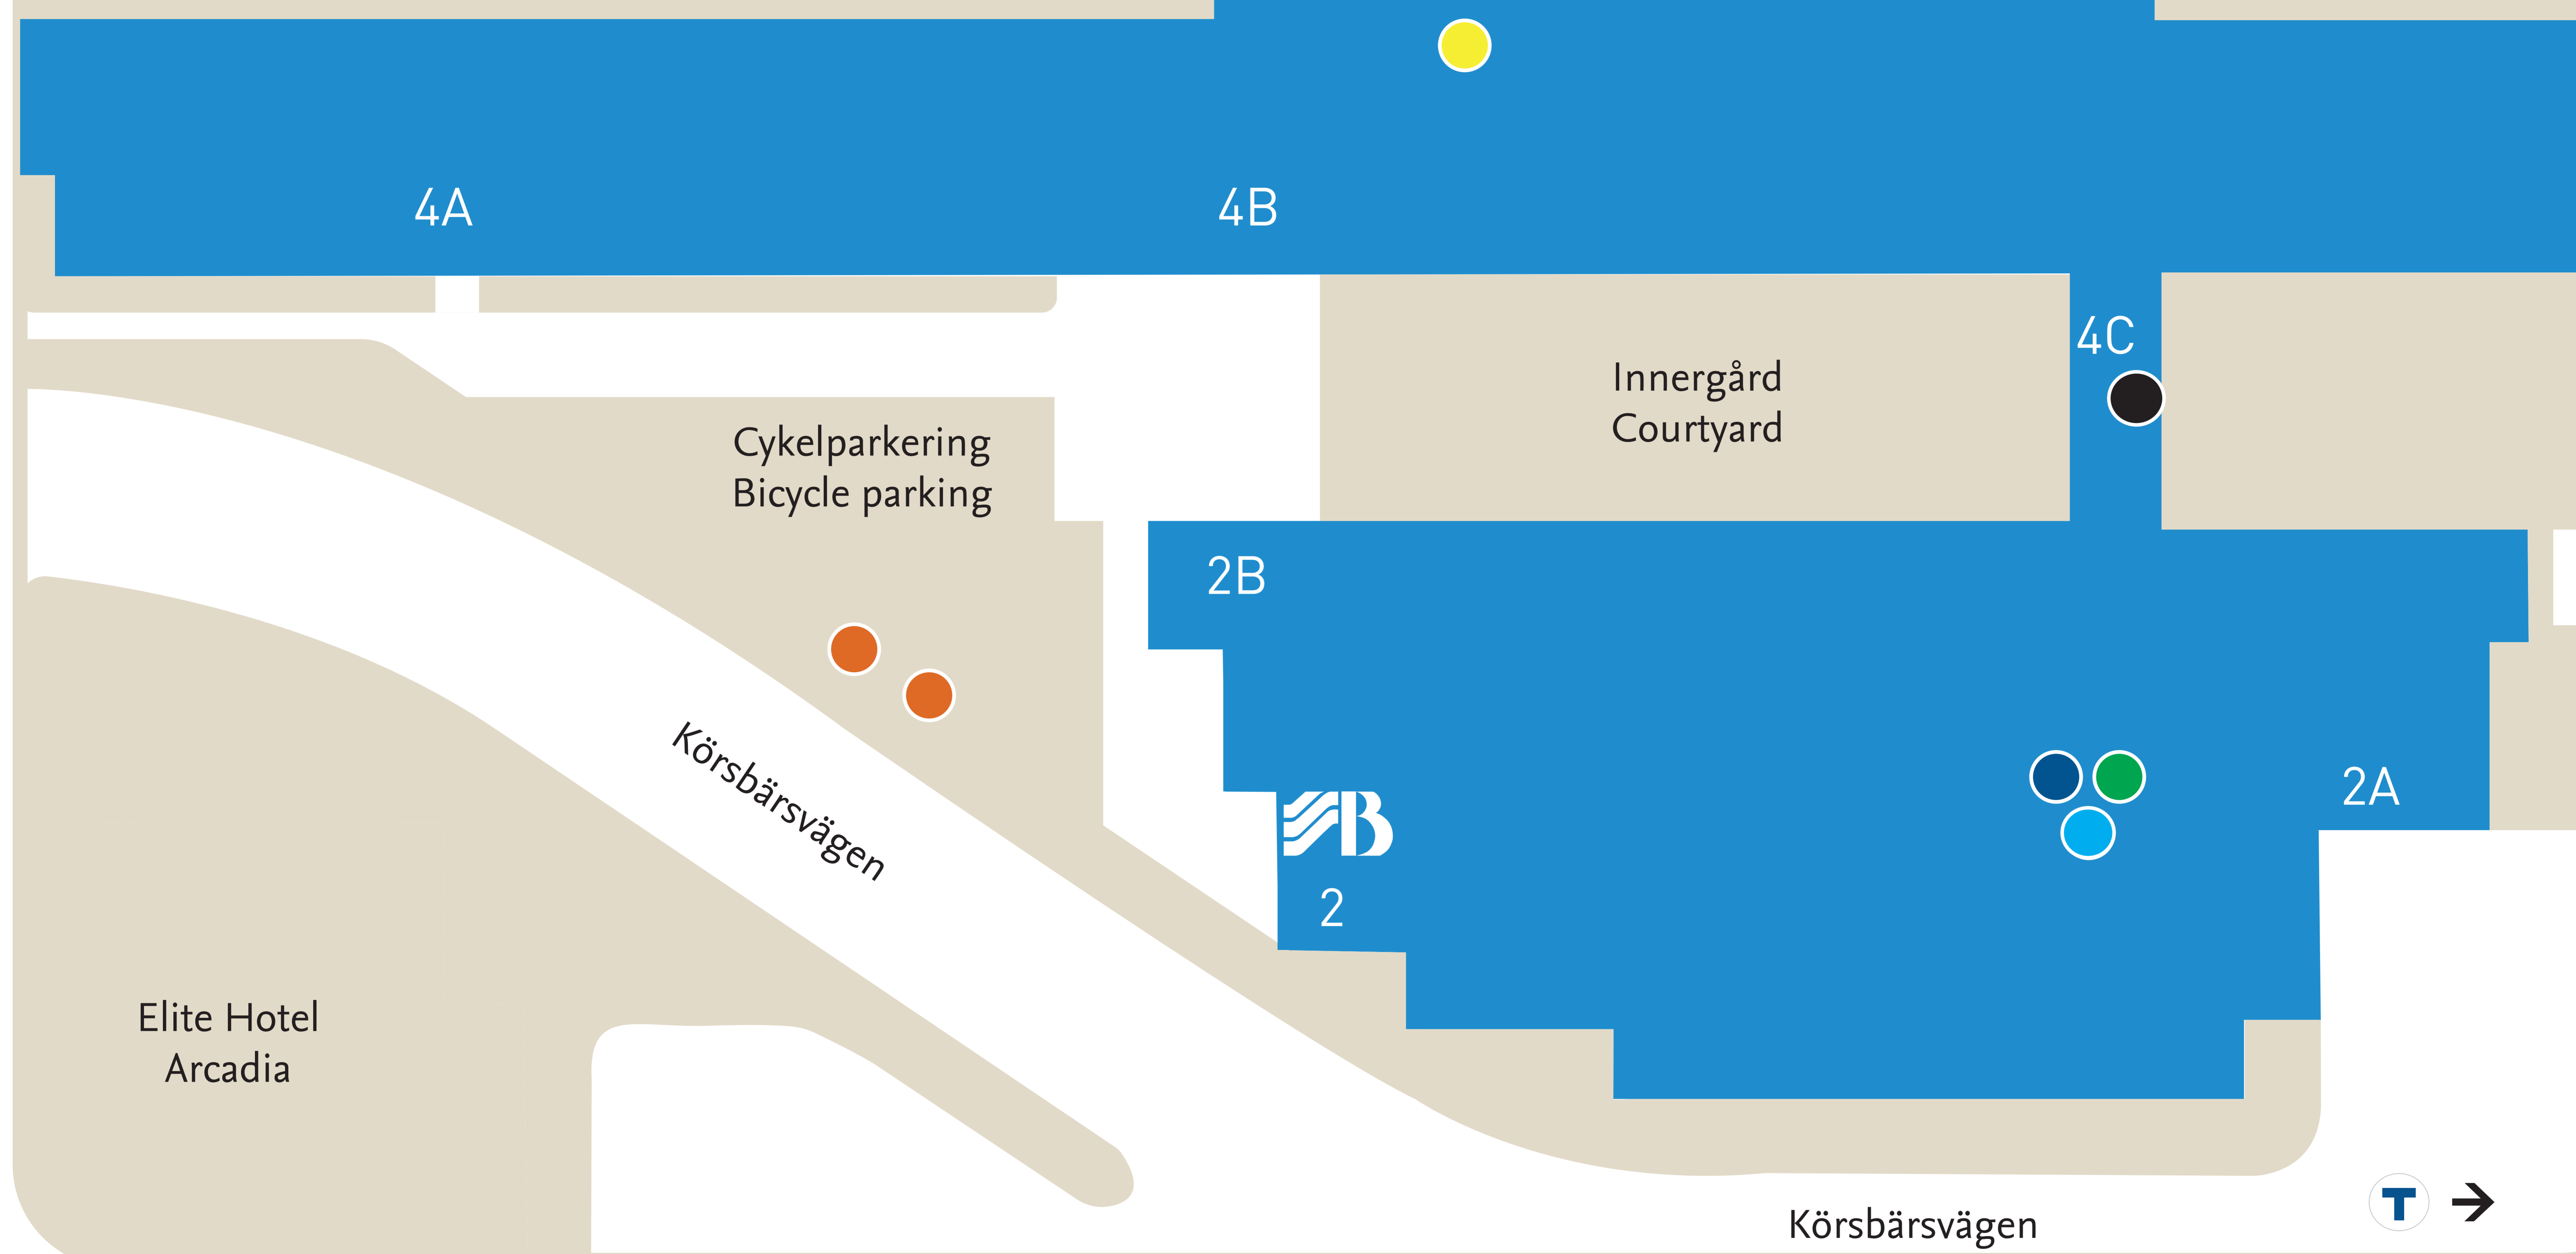 4A
4B
4C
Innergård
Courtyard
Cykelparkering
Bicycle parking
2B
Körsbärsvägen
2A
2
Elite Hotel
Arcadia
T
Körsbärsvägen